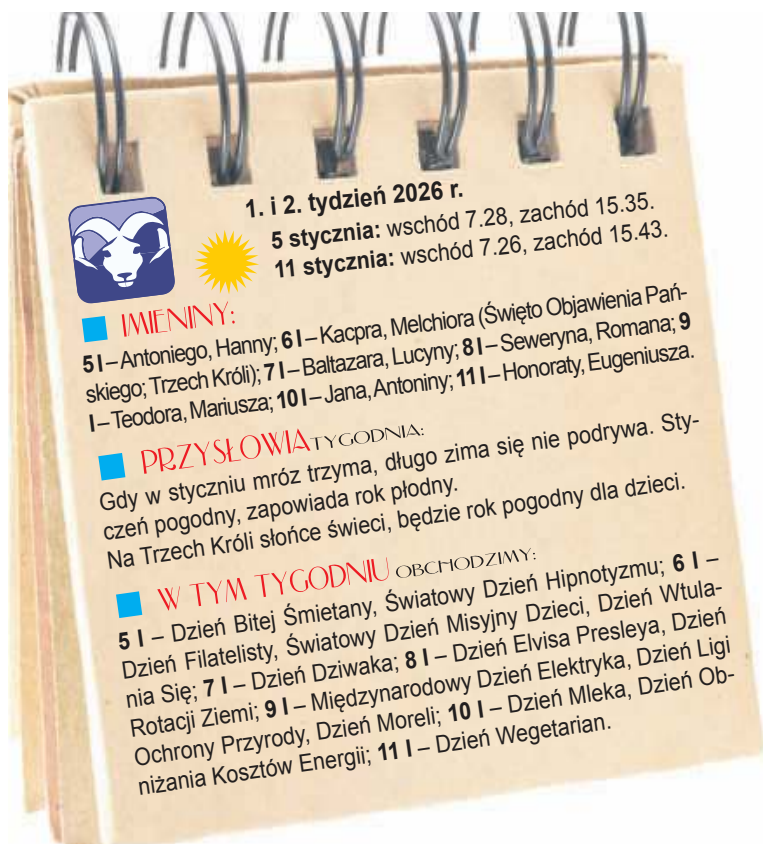 1. i 2. tydzień 2026 r.
5 stycznia: wschód 7.28, zachód 15.35.
11 stycznia: wschód 7.26, zachód 15.43.
IMIENINY:
5 I – Antoniego, Hanny; 6 I – Kacpra, Melchiora (Święto Objawienia Pań-
skiego; Trzech Króli); 7 I – Baltazara, Lucyny; 8 I – Seweryna, Romana; 9
I – Teodora, Mariusza; 10 I – Jana, Antoniny; 11 I – Honoraty, Eugeniusza.
PRZYSŁOWIA TYGODNIA:
Gdy w styczniu mróz trzyma, długo zima się nie podrywa. Sty-
czeń pogodny, zapowiada rok płodny.
Na Trzech Króli słońce świeci, będzie rok pogodny dla dzieci.
W TYM TYGODNIU OBCHODZIMY:
5 I – Dzień Bitej Śmietany, Światowy Dzień Hipnotyzmu; 6 I –
Dzień Filatelisty, Światowy Dzień Misyjny Dzieci, Dzień Wtula-
nia Się; 7 I – Dzień Dziwaka; 8 I – Dzień Elvisa Presleya, Dzień
Rotacji Ziemi; 9 I – Międzynarodowy Dzień Elektryka, Dzień Ligi
Ochrony Przyrody, Dzień Moreli; 10 I – Dzień Mleka, Dzień Ob-
niżania Kosztów Energii; 11 I – Dzień Wegetarian.